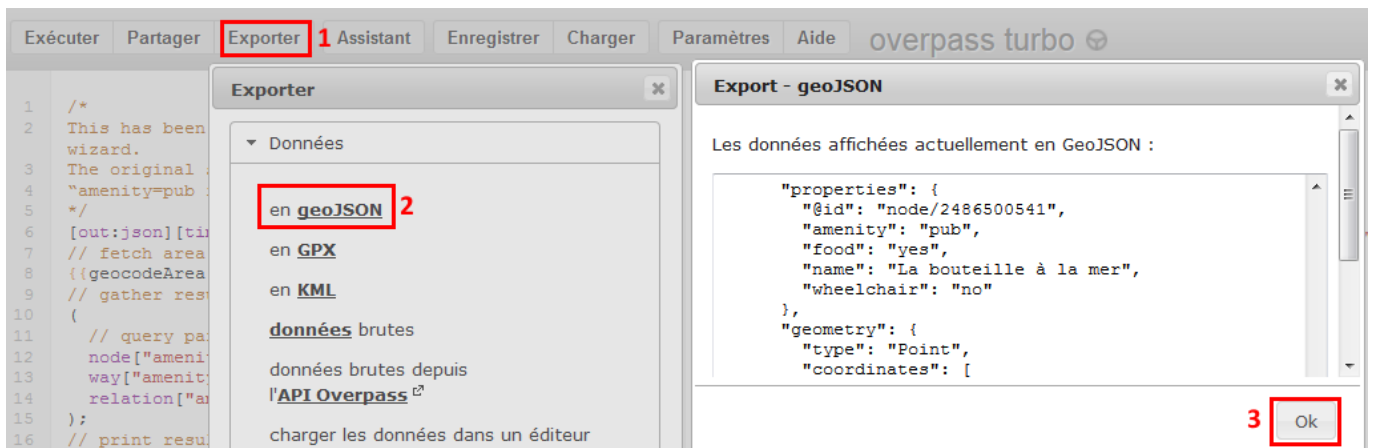 Exécuter Partager Exporter 1 Assistant Enregistrer Charger Paramètres Aide overpass turbo
1 /*
2 This has been
wizard.
3 The original
4 "amenity=pub
5 */
6 [out:json][ti
7 // fetch area
8 {{geocodeArea
9 // gather res
10 (
11 // query pa
12 node["ameni
13 way["amenit
14 relation["a
15 );
16 // print resu
Exporter
Données
en geoJSON 2
en GPX
en KML
données brutes
données brutes depuis
l'API Overpass
charger les données dans un éditeur
Export - geoJSON
Les données affichées actuellement en GeoJSON :
"properties": {
"@id": "node/2486500541",
"amenity": "pub",
"food": "yes",
"name": "La bouteille à la mer",
"wheelchair": "no"
},
"geometry": {
"type": "Point",
"coordinates": [
3 Ok